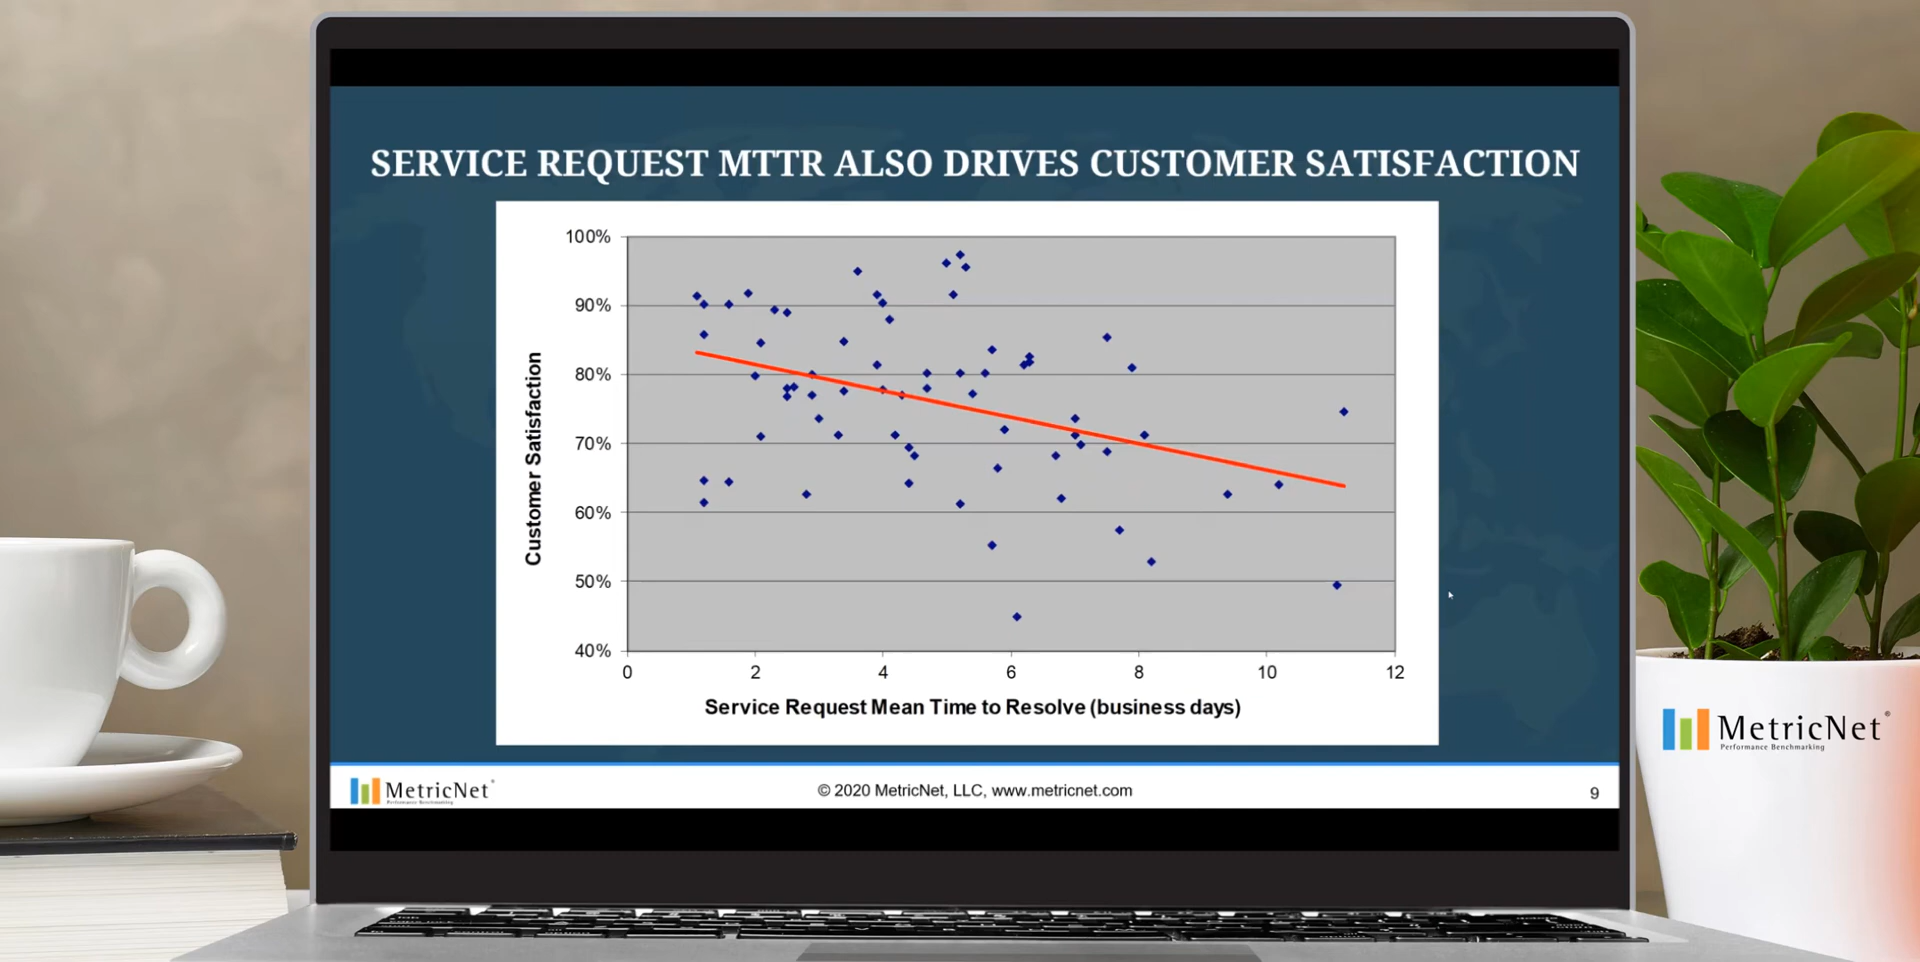 SERVICE REQUEST MTTR ALSO DRIVES CUSTOMER SATISFACTION
100%
90%
80%
70%
60%
50%
40%
Customer Satisfaction
0 2 4 6 8 10 12
Service Request Mean Time to Resolve (business days)
MetricNet®
Performance Benchmarking
© 2020 MetricNet, LLC, www.metricnet.com
9
MetricNet®
Performance Benchmarking